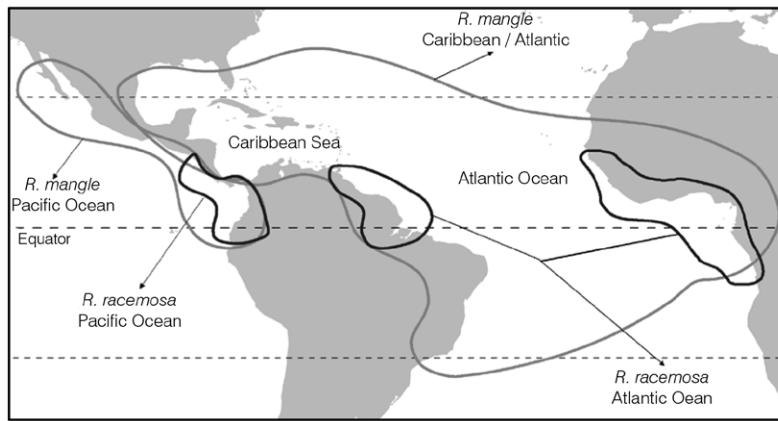 R. mangle
Caribbean / Atlantic
Caribbean Sea
Atlantic Ocean
R. mangle
Pacific Ocean
Equator
R. racemosa
Pacific Ocean
R. racemosa
Atlantic Oean